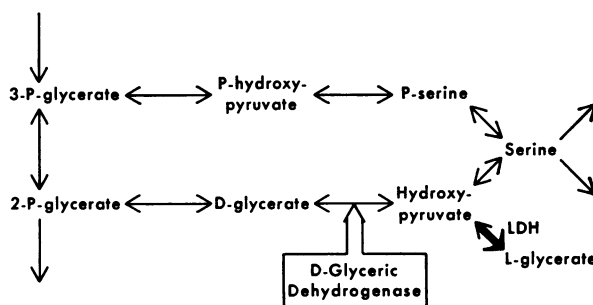 3-P-glycerate
P-hydroxy-
pyruvate
P-serine
Serine
2-P-glycerate
D-glycerate
Hydroxy-
pyruvate
LDH
L-glycerate
D-Glyceric
Dehydrogenase